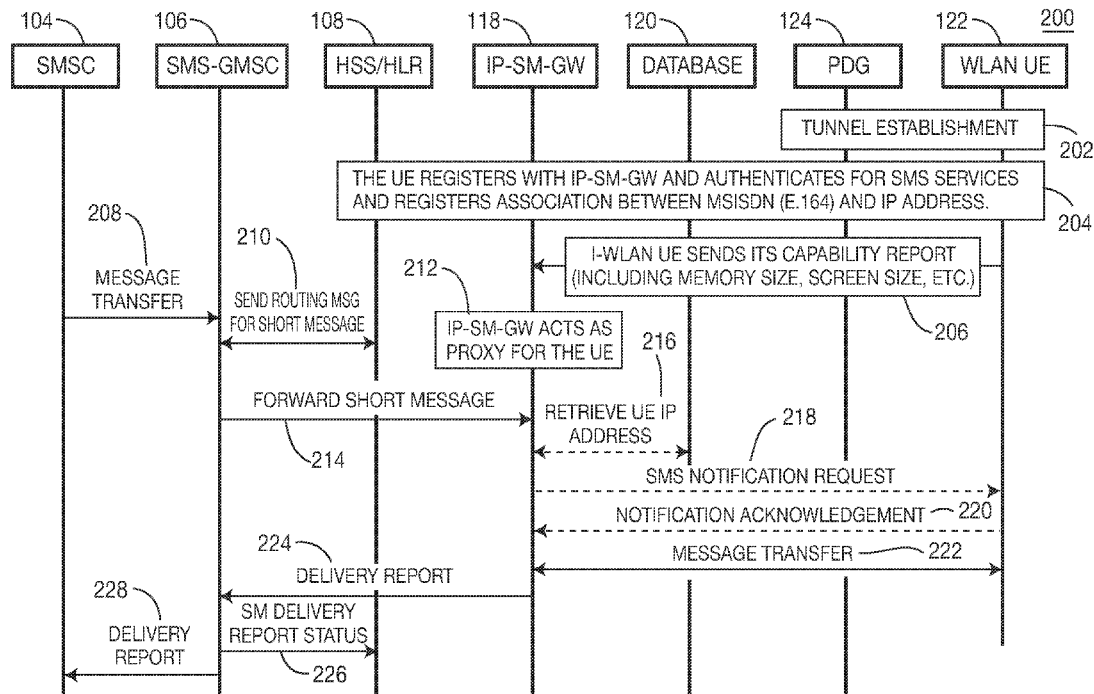 104
106
108
118
120
124
122
200
SMSC
SMS-GMSC
HSS/HLR
IP-SM-GW
DATABASE
PDG
WLAN UE
TUNNEL ESTABLISHMENT
202
THE UE REGISTERS WITH IP-SM-GW AND AUTHENTICATES FOR SMS SERVICES
AND REGISTERS ASSOCIATION BETWEEN MSISDN (E.164) AND IP ADDRESS.
204
208
MESSAGE
TRANSFER
210
SEND ROUTING MSG
FOR SHORT MESSAGE
I-WLAN UE SENDS ITS CAPABILITY REPORT
(INCLUDING MEMORY SIZE, SCREEN SIZE, ETC.)
206
212
IP-SM-GW ACTS AS
PROXY FOR THE UE
216
FORWARD SHORT MESSAGE
214
RETRIEVE UE IP
ADDRESS
218
SMS NOTIFICATION REQUEST
NOTIFICATION ACKNOWLEDGEMENT
220
MESSAGE TRANSFER
222
224
DELIVERY REPORT
228
DELIVERY
REPORT
SM DELIVERY
REPORT STATUS
226